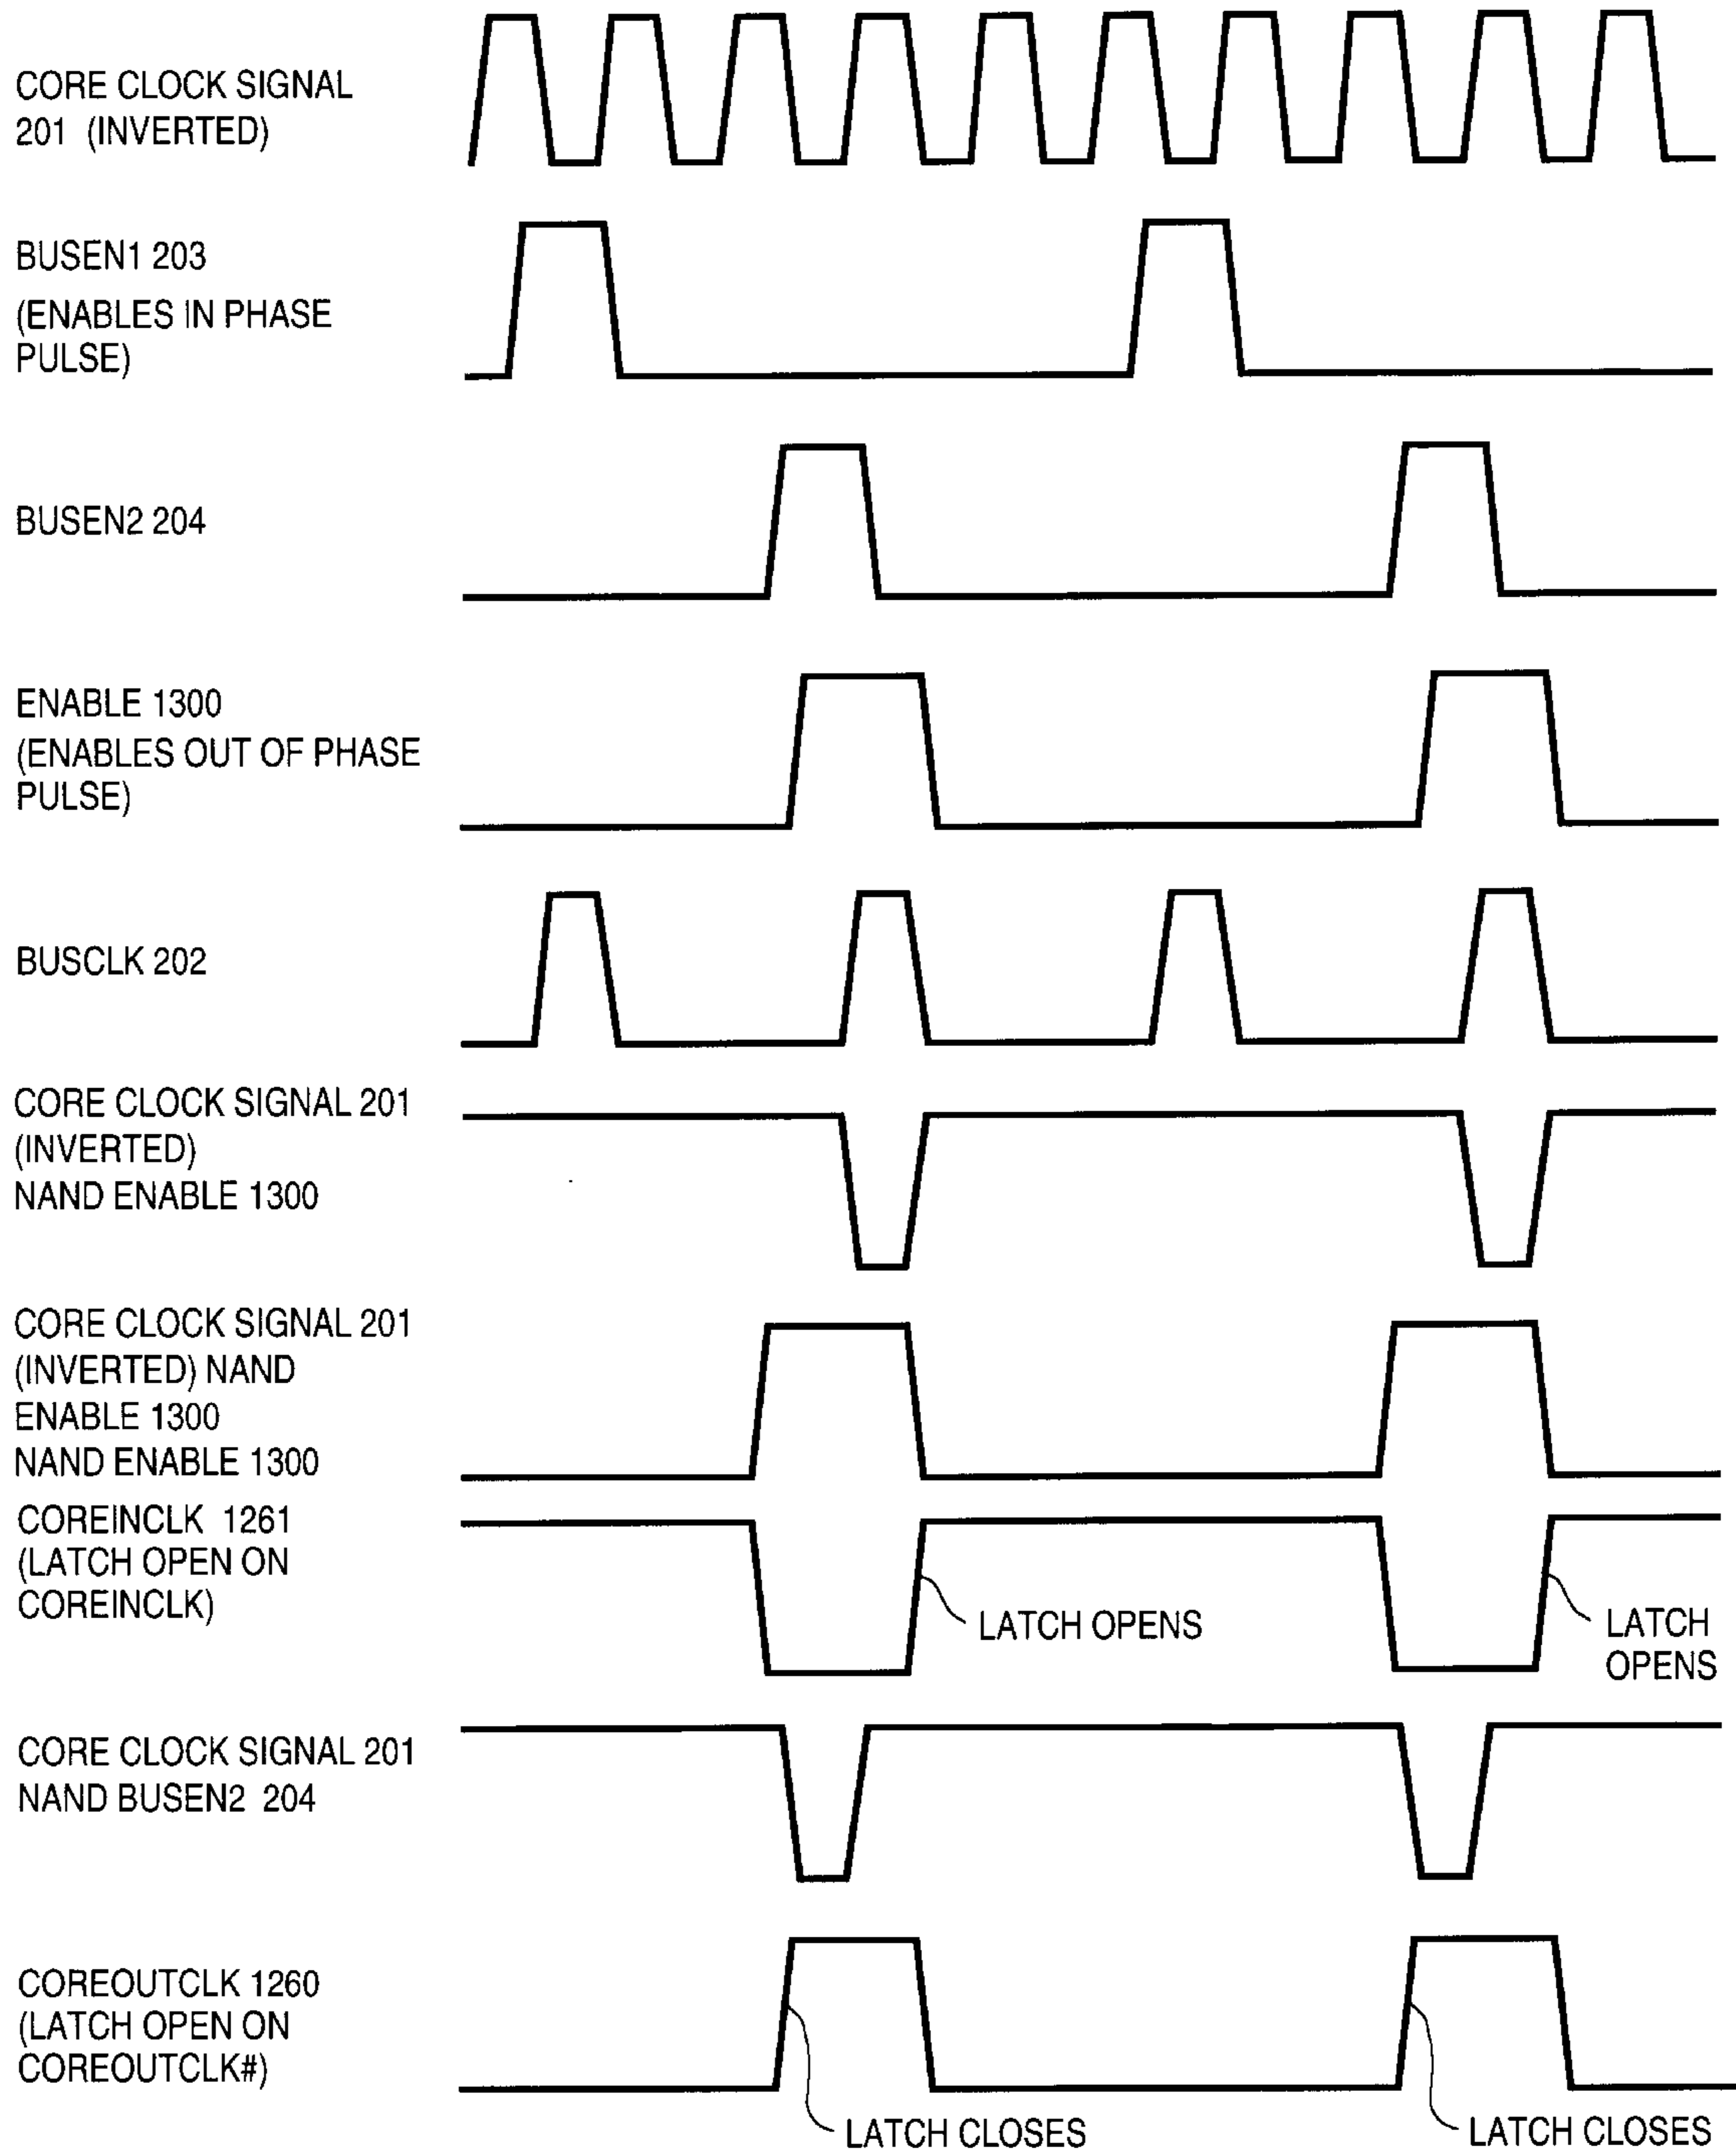 CORE CLOCK SIGNAL
201 (INVERTED)
BUSEN1 203
(ENABLES IN PHASE
PULSE)
BUSEN2 204
ENABLE 1300
(ENABLES OUT OF PHASE
PULSE)
BUSCLK 202
CORE CLOCK SIGNAL 201
(INVERTED)
NAND ENABLE 1300
CORE CLOCK SIGNAL 201
(INVERTED) NAND
ENABLE 1300
NAND ENABLE 1300
COREINCLK 1261
(LATCH OPEN ON
COREINCLK)
LATCH OPENS
LATCH
OPENS
CORE CLOCK SIGNAL 201
NAND BUSEN2 204
COREOUTCLK 1260
(LATCH OPEN ON
COREOUTCLK#)
LATCH CLOSES
LATCH CLOSES